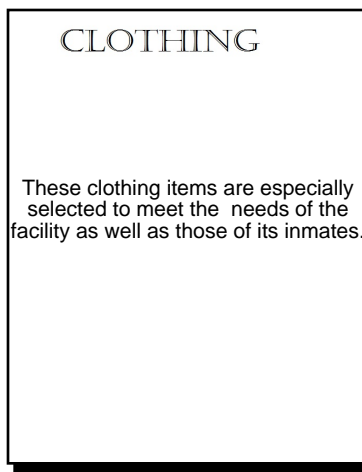 CLOTHING
These clothing items are especially
selected to meet the needs of the
facility as well as those of its inmates.